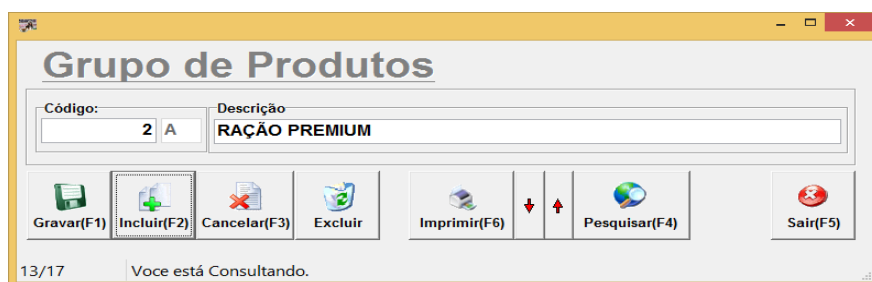 Grupo de Produtos
Código: Descrição
2 A RAÇÃO PREMIUM
Gravar(F1) Incluir(F2) Cancelar(F3) Excluir Imprimir(F6) Pesquisar(F4) Sair(F5)
13/17 Voce está Consultando.